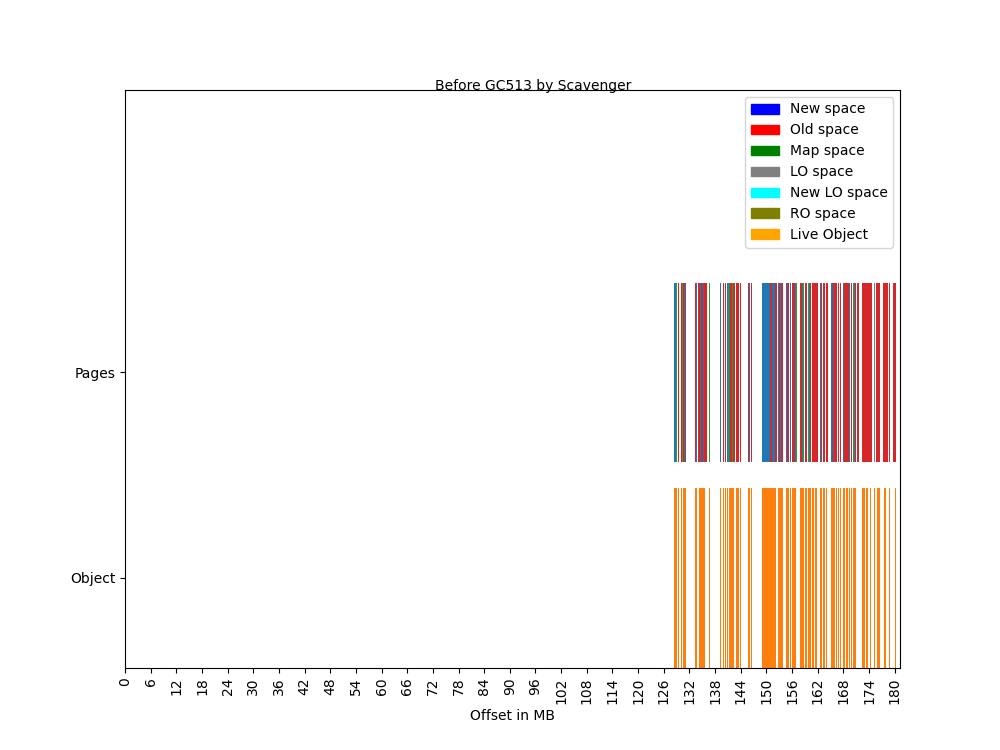 Before GC513 by Scavenger
New space
Old space
Map space
LO space
New LO space
RO space
Live Object
Pages
Object
0 6 12 18 24 30 36 42 48 54 60 66 72 78 84 90 96 102 108 114 120 126 132 138 144 150 156 162 168 174 180
Offset in MB